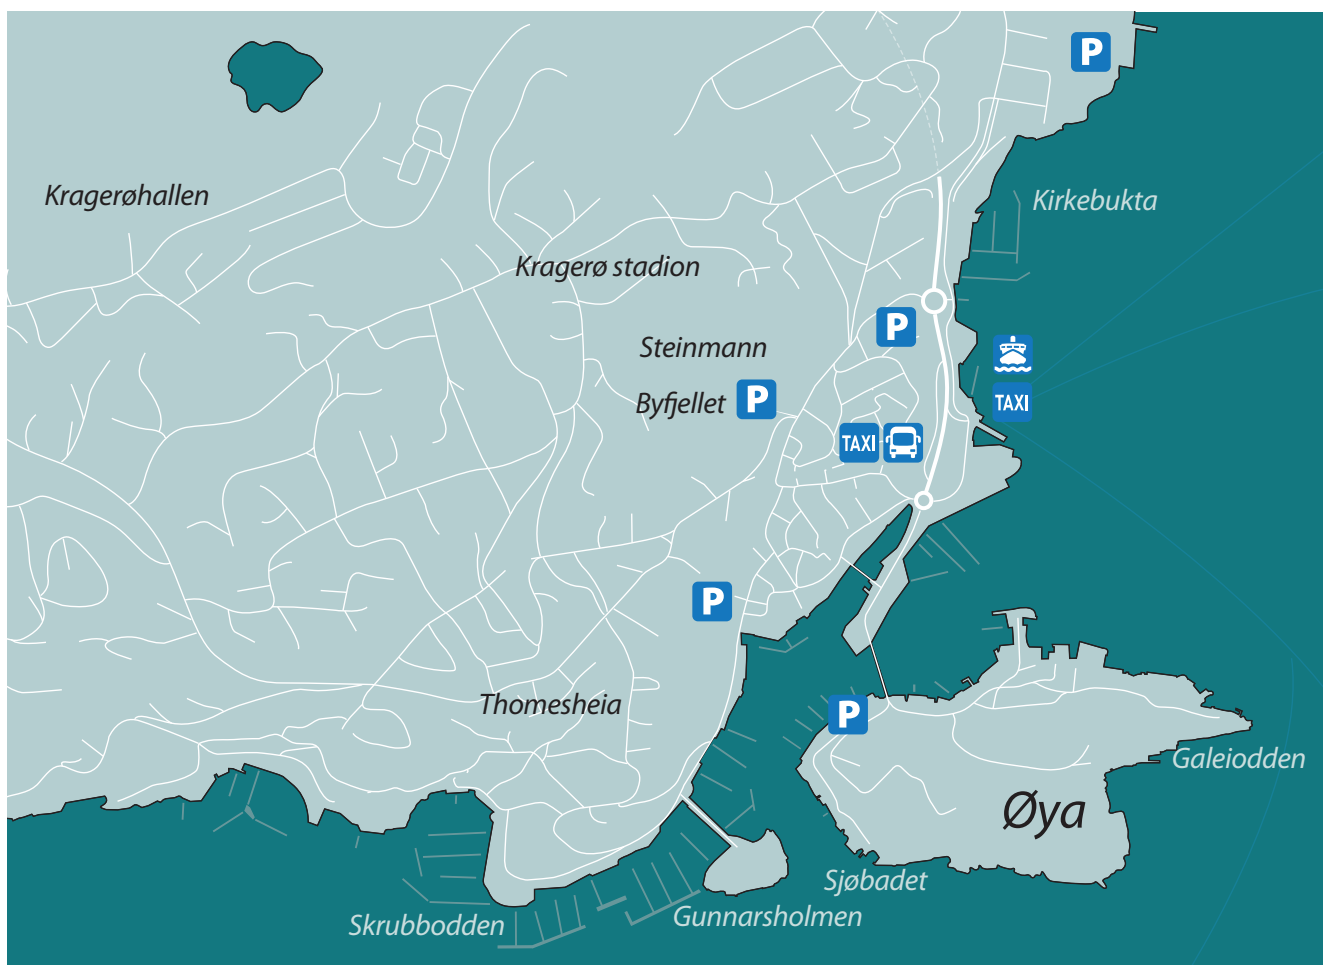 P
Kragerøhallen
Kirkebukta
Kragerø stadion
P
Steinmann
Byfjellet
P
TAXI
TAXI
P
Thomesheia
P
Galeiodden
Øya
Sjøbadet
Gunnarsholmen
Skrubbodden